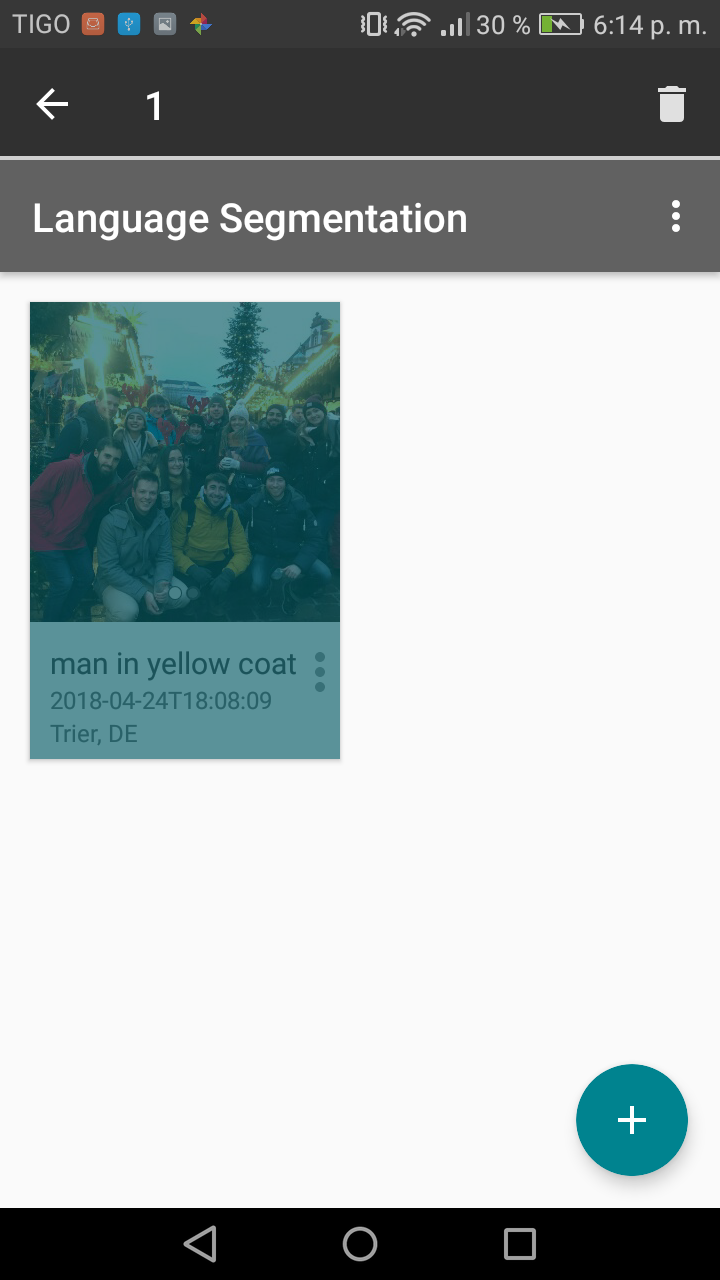 TIGO 30 % 6:14 p. m.
1
Language Segmentation
man in yellow coat
2018-04-24T18:08:09
Trier, DE